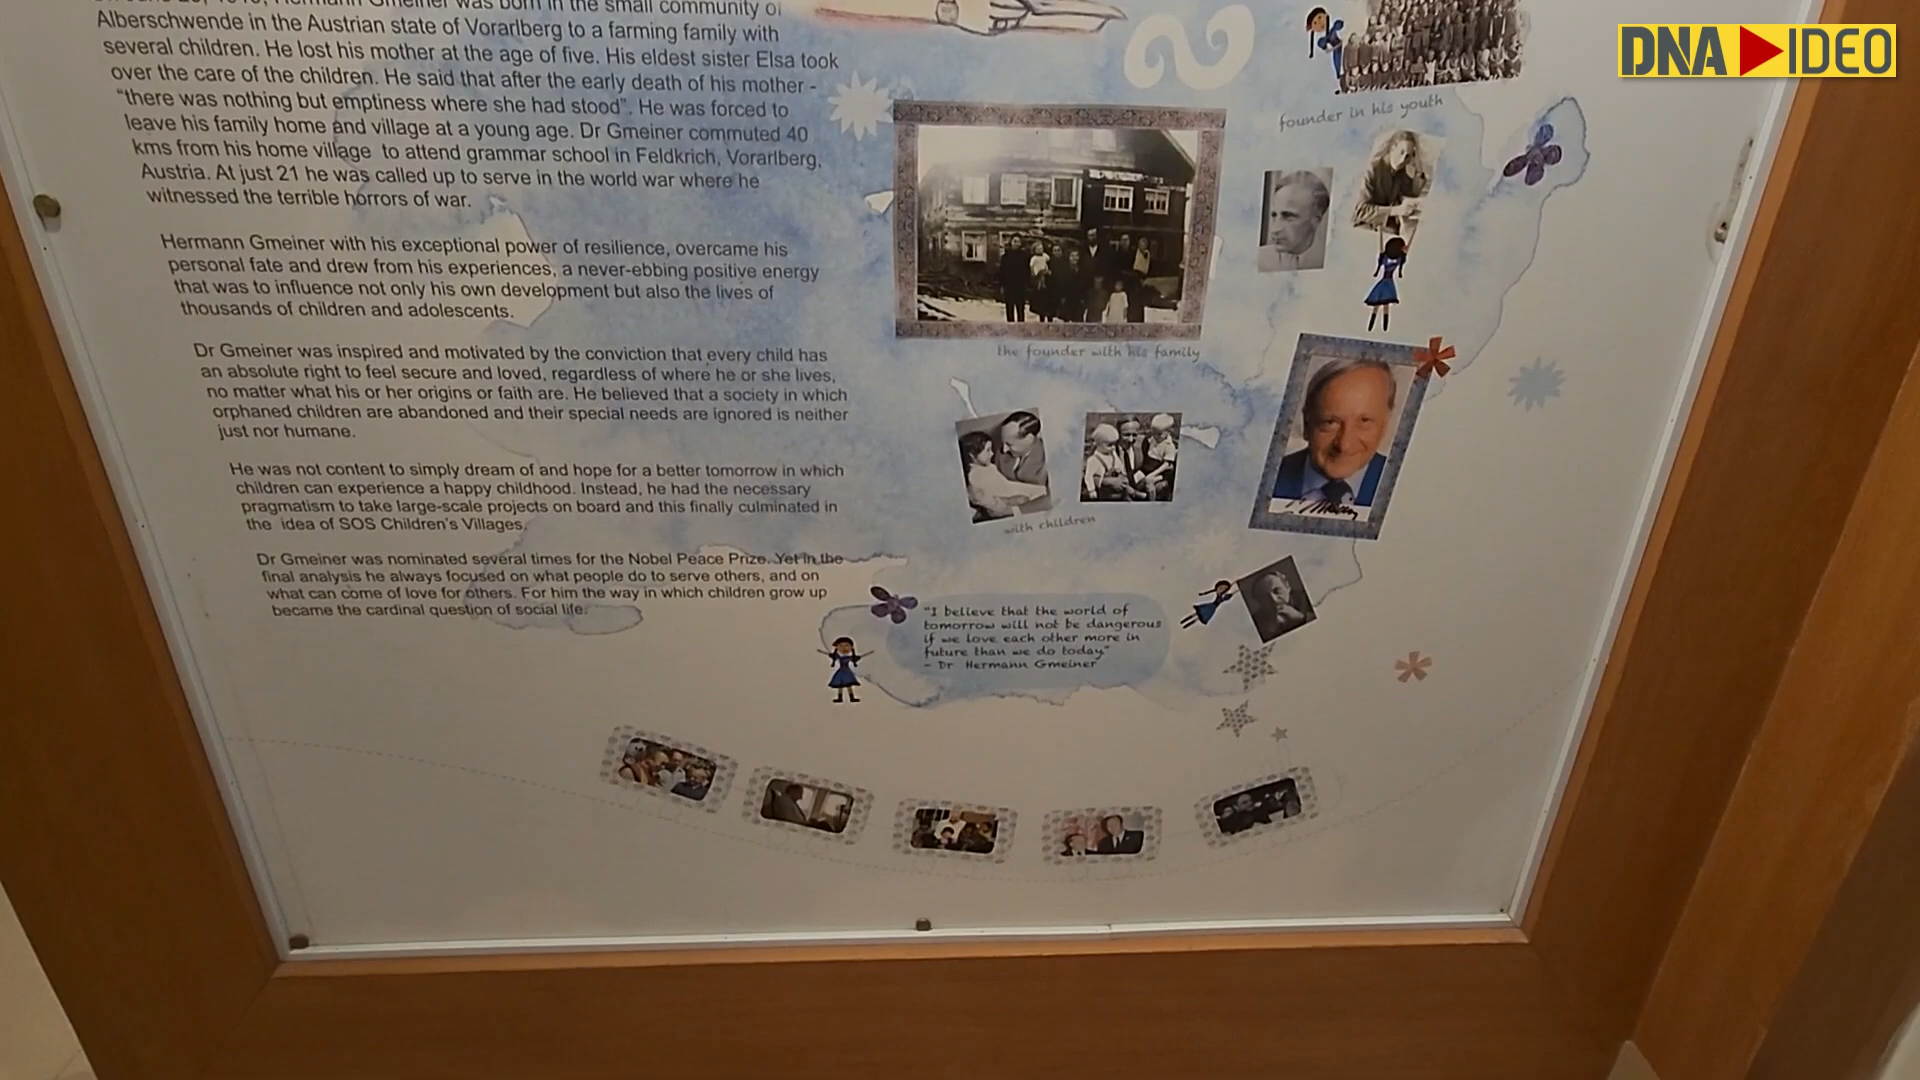 Hermann Gmeiner was born in the small community of
Alberschwende in the Austrian state of Vorarlberg to a farming family with
several children. He lost his mother at the age of five. His eldest sister Elsa took
over the care of the children. He said that after the early death of his mother -
“there was nothing but emptiness where she had stood”. He was forced to
leave his family home and village at a young age. Dr Gmeiner commuted 40
kms from his home village to attend grammar school in Feldkrich, Vorarlberg,
Austria. At just 21 he was called up to serve in the world war where he
witnessed the terrible horrors of war.
Hermann Gmeiner with his exceptional power of resilience, overcame his
personal fate and drew from his experiences, a never-ebbing positive energy
that was to influence not only his own development but also the lives of
thousands of children and adolescents.
Dr Gmeiner was inspired and motivated by the conviction that every child has
an absolute right to feel secure and loved, regardless of where he or she lives,
no matter what his or her origins or faith are. He believed that a society in which
orphaned children are abandoned and their special needs are ignored is neither
just nor humane.
He was not content to simply dream of and hope for a better tomorrow in which
children can experience a happy childhood. Instead, he had the necessary
pragmatism to take large-scale projects on board and this finally culminated in
the idea of SOS Children's Villages.
Dr Gmeiner was nominated several times for the Nobel Peace Prize. Yet in the
final analysis he always focused on what people do to serve others, and on
what can come of love for others. For him the way in which children grow up
became the cardinal question of social life.
founder in his youth
the founder with his family
with children
"I believe that the world of
tomorrow will not be dangerous
if we love each other more in
future than we do today"
- Dr Hermann Gmeiner
DNA IDEO